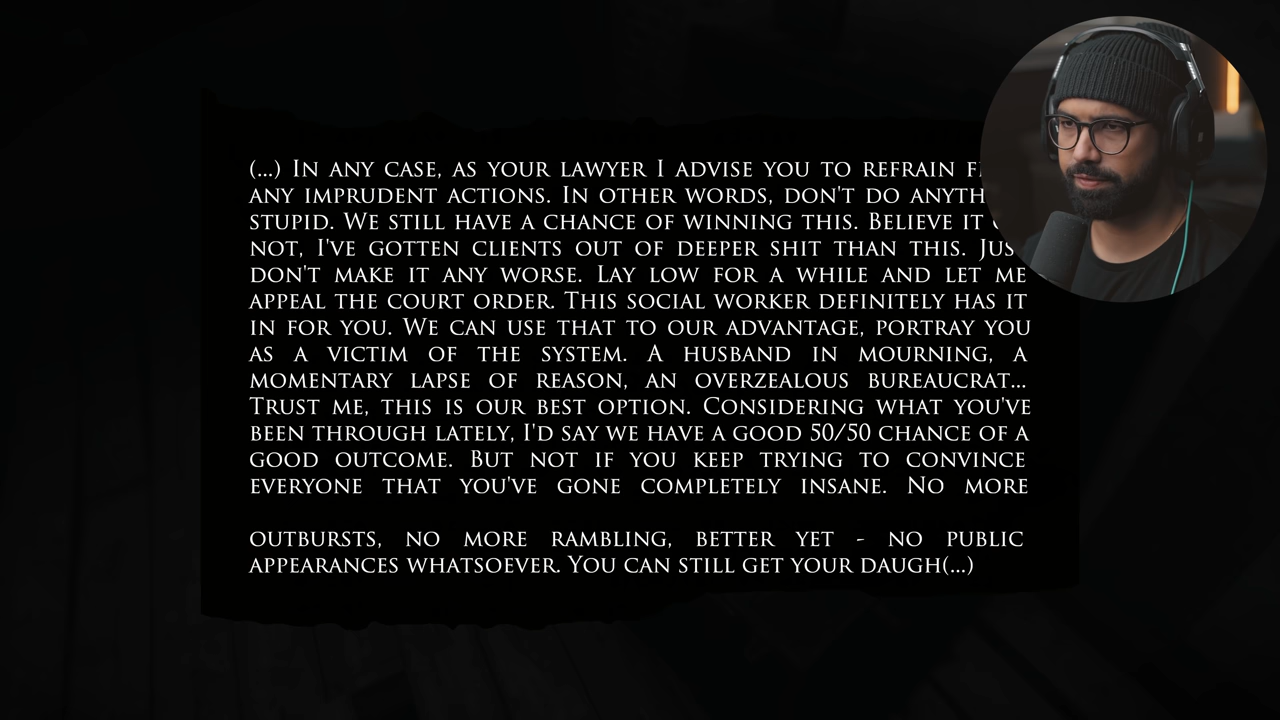 (...) IN ANY CASE, AS YOUR LAWYER I ADVISE YOU TO REFRAIN
ANY IMPRUDENT ACTIONS. IN OTHER WORDS, DON'T DO
STUPID. WE STILL HAVE A CHANCE OF WINNING THIS. BELIEVE IT
NOT, I'VE GOTTEN CLIENTS OUT OF DEEPER SHIT THAN THIS.
DON'T MAKE IT ANY WORSE. LAY LOW FOR A WHILE AND LET ME
APPEAL THE COURT ORDER. THIS SOCIAL WORKER DEFINITELY HAS IT
IN FOR YOU. WE CAN USE THAT TO OUR ADVANTAGE, PORTRAY YOU
AS A VICTIM OF THE SYSTEM. A HUSBAND IN MOURNING, A
MOMENTARY LAPSE OF REASON, AN OVERZEALOUS BUREAUCRAT...
TRUST ME, THIS IS OUR BEST OPTION. CONSIDERING WHAT YOU'VE
BEEN THROUGH LATELY, I'D SAY WE HAVE A GOOD 50/50 CHANCE OF A
GOOD OUTCOME. BUT NOT IF YOU KEEP TRYING TO CONVINCE
EVERYONE THAT YOU'VE GONE COMPLETELY INSANE. NO MORE
OUTBURSTS, NO MORE RAMBLING, BETTER YET - NO PUBLIC
APPEARANCES WHATSOEVER. YOU CAN STILL GET YOUR DAUGH(...)